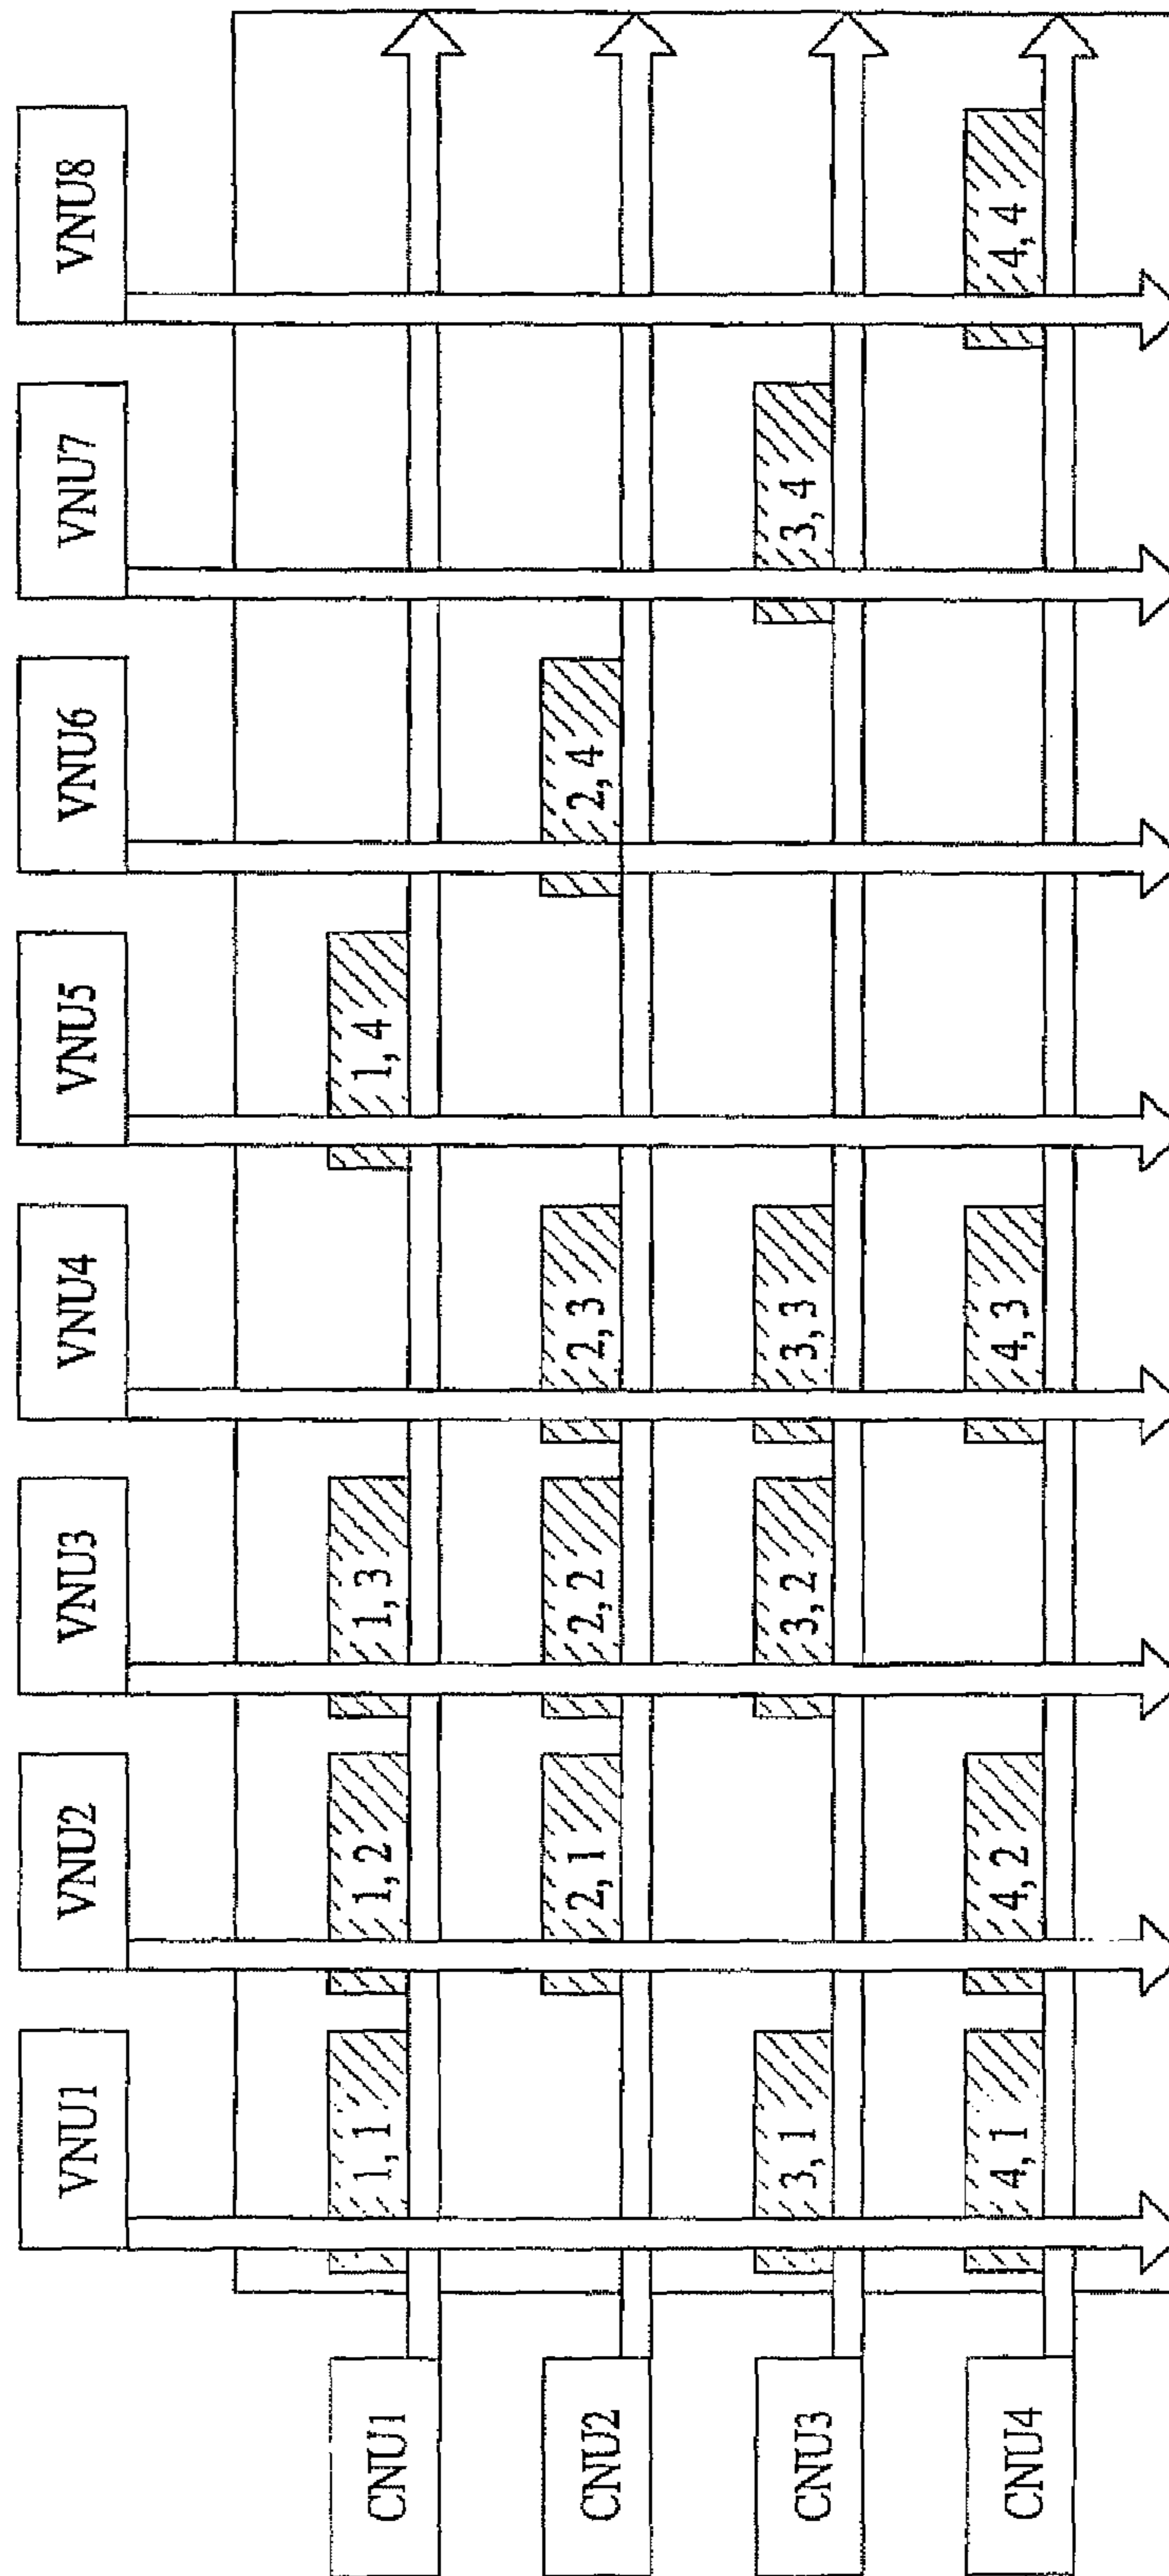 VNU1
VNU2
VNU3
VNU4
VNU5
VNU6
VNU7
VNU8
CNU1
1, 1
1, 2
1, 3
1, 4
CNU2
2, 1
2, 2
2, 3
2, 4
CNU3
3, 1
3, 2
3, 3
3, 4
CNU4
4, 1
4, 2
4, 3
4, 4